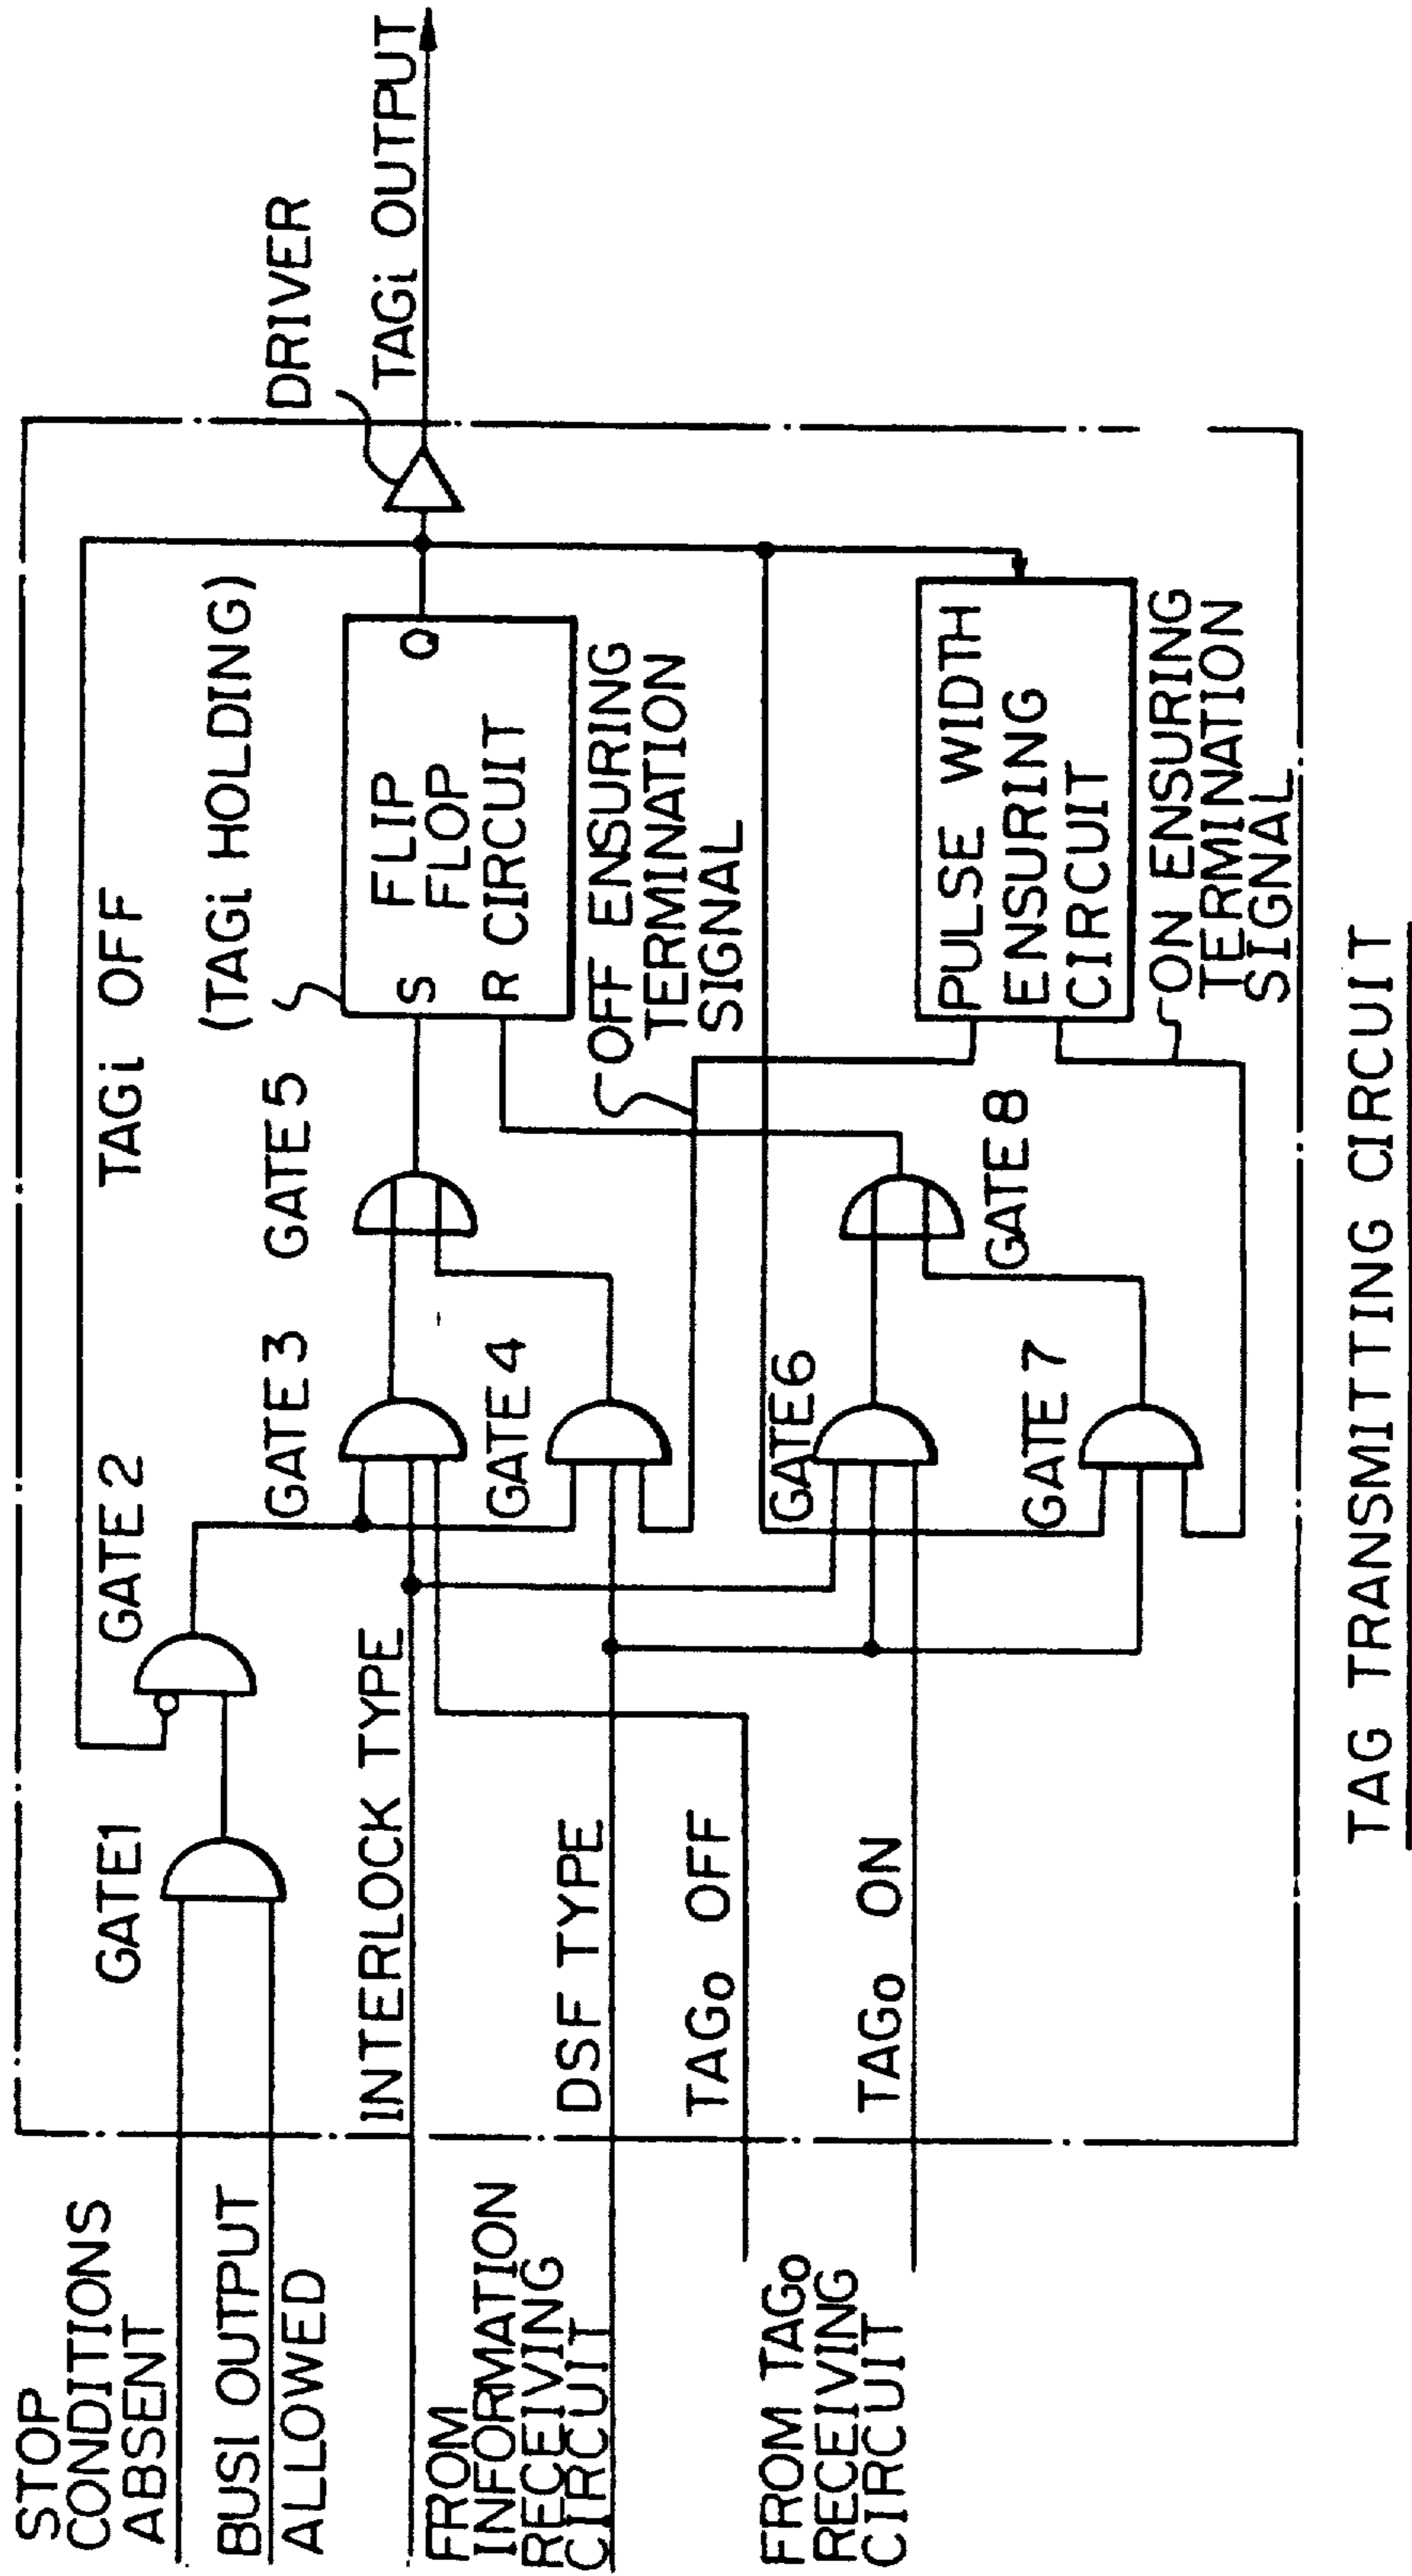 STOP
CONDITIONS
ABSENT
BUSi OUTPUT
ALLOWED
FROM
INFORMATION
RECEIVING
CIRCUIT
FROM TAGo
RECEIVING
CIRCUIT
INTERLOCK TYPE
DSF TYPE
TAGo OFF
TAGo ON
GATE1
GATE 2
TAGi OFF
GATE 3
GATE 4
GATE 5
GATE6
GATE 7
GATE 8
(TAGi HOLDING)
S
R
Q
FLIP
FLOP
CIRCUIT
OFF ENSURING
TERMINATION
SIGNAL
PULSE WIDTH
ENSURING
CIRCUIT
ON ENSURING
TERMINATION
SIGNAL
DRIVER
TAGi OUTPUT
TAG TRANSMITTING CIRCUIT